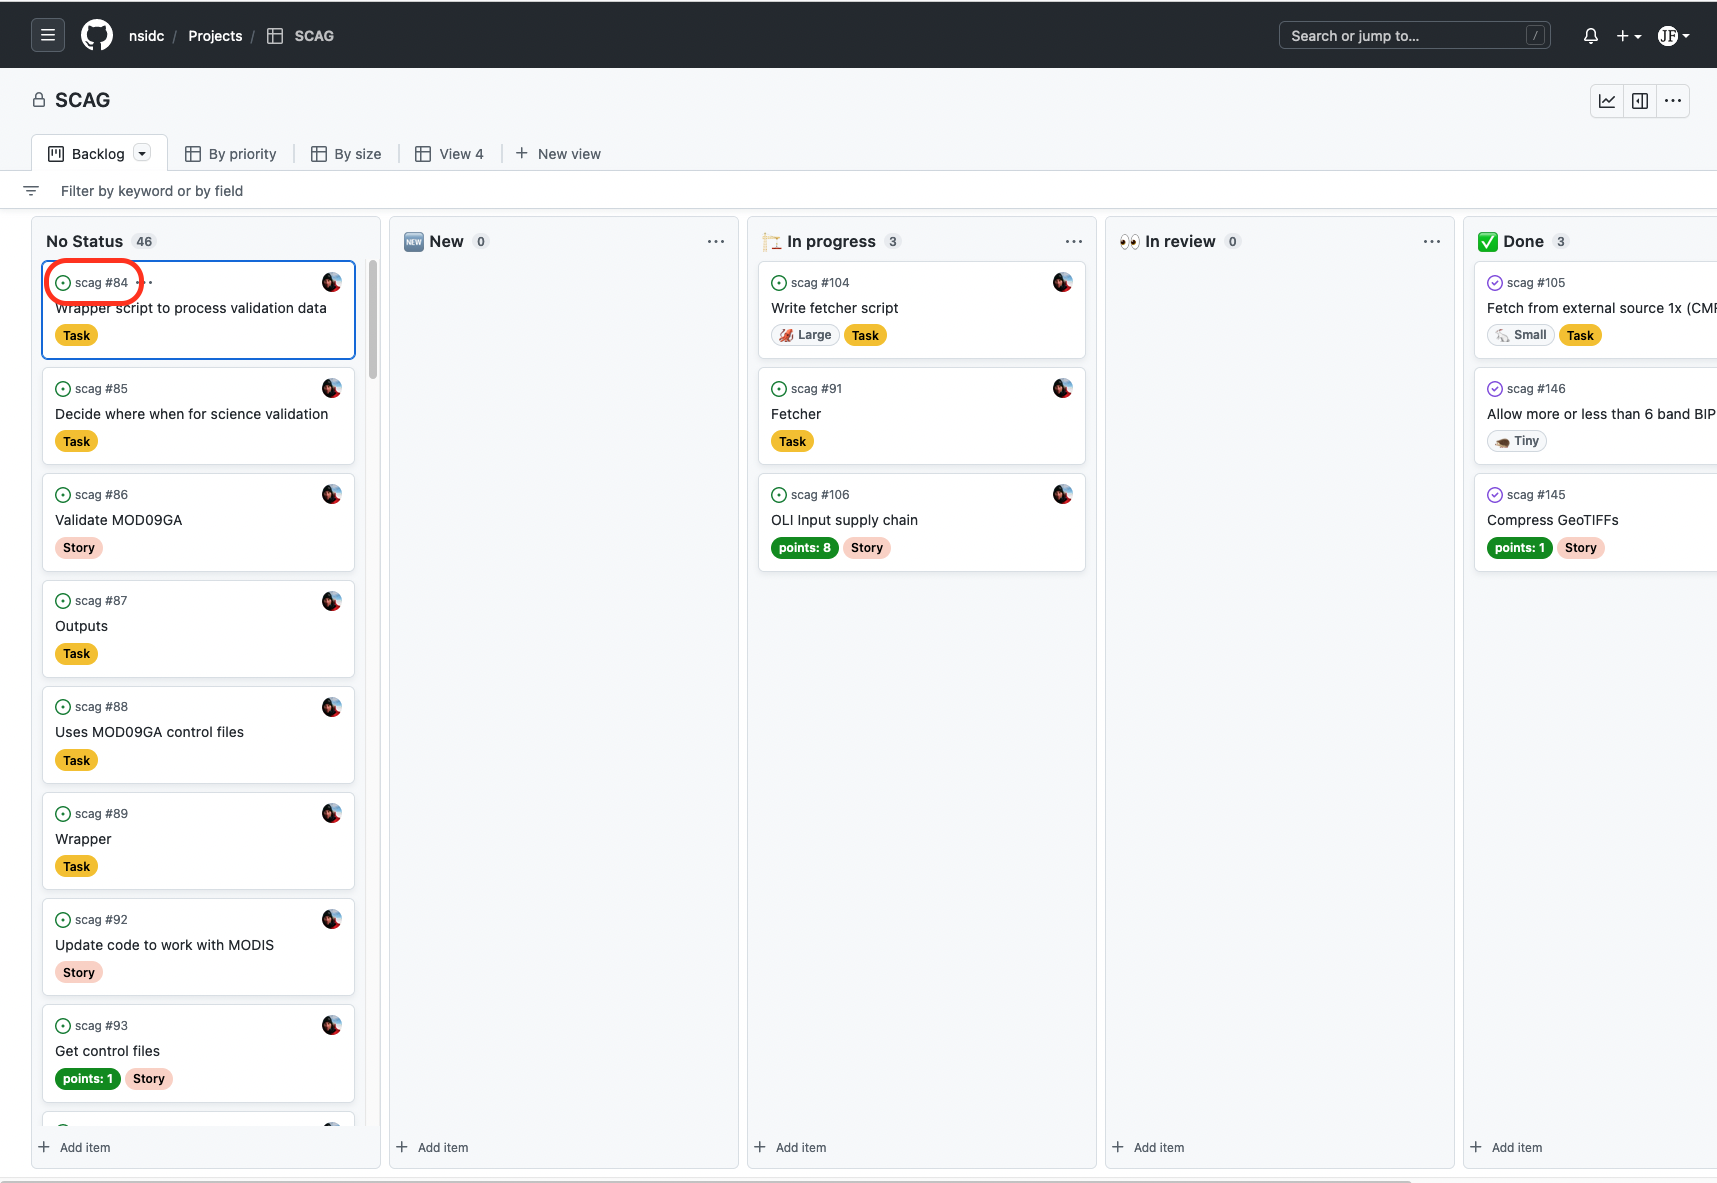 nsidc / Projects / SCAG
Search or jump to... /
JF
SCAG
Backlog
By priority
By size
View 4
New view
Filter by keyword or by field
No Status 46
scag #84
Wrapper script to process validation data
Task
scag #85
Decide where when for science validation
Task
scag #86
Validate MOD09GA
Story
scag #87
Outputs
Task
scag #88
Uses MOD09GA control files
Task
scag #89
Wrapper
Task
scag #92
Update code to work with MODIS
Story
scag #93
Get control files
points: 1 Story
Add item
NEW New 0
Add item
In progress 3
scag #104
Write fetcher script
Large Task
scag #91
Fetcher
Task
scag #106
OLI Input supply chain
points: 8 Story
Add item
In review 0
Add item
Done 3
scag #105
Fetch from external source 1x (CMR
Small Task
scag #146
Allow more or less than 6 band BIP
Tiny
scag #145
Compress GeoTIFFs
points: 1 Story
Add item